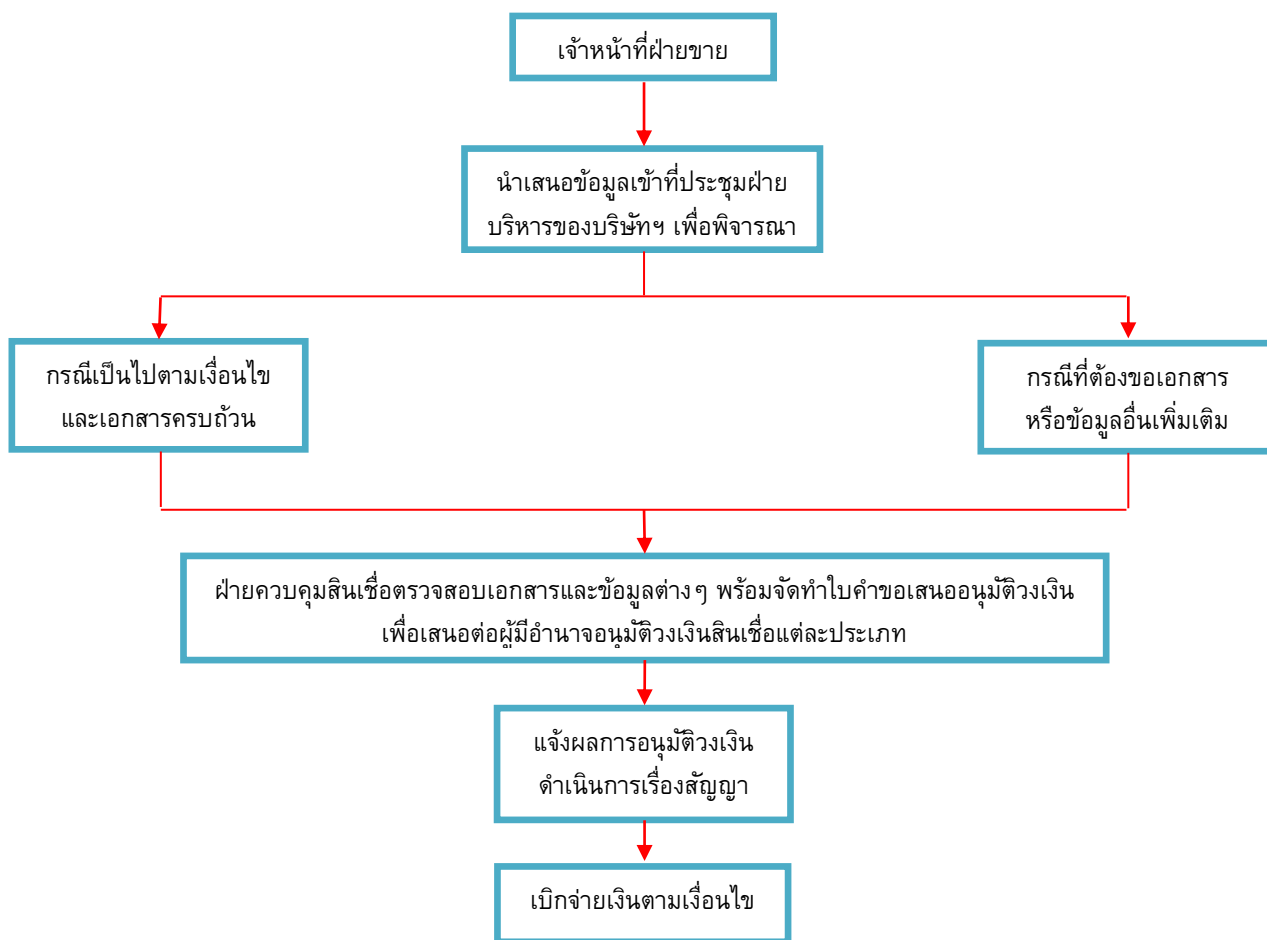 เจ้าหน้าที่ฝ่ายขาย
นำเสนอข้อมูลเข้าที่ประชุมฝ่าย
บริหารของบริษัทฯ เพื่อพิจารณา
กรณีเป็นไปตามเงื่อนไข
และเอกสารครบถ้วน
กรณีที่ต้องขอเอกสาร
หรือข้อมูลอื่นเพิ่มเติม
ฝ่ายควบคุมสินเชื่อตรวจสอบเอกสารและข้อมูลต่างๆ พร้อมจัดทำใบคำขอเสนออนุมัติวงเงิน
เพื่อเสนอต่อผู้มีอำนาจอนุมัติวงเงินสินเชื่อแต่ละประเภท
แจ้งผลการอนุมัติวงเงิน
ดำเนินการเรื่องสัญญา
เบิกจ่ายเงินตามเงื่อนไข